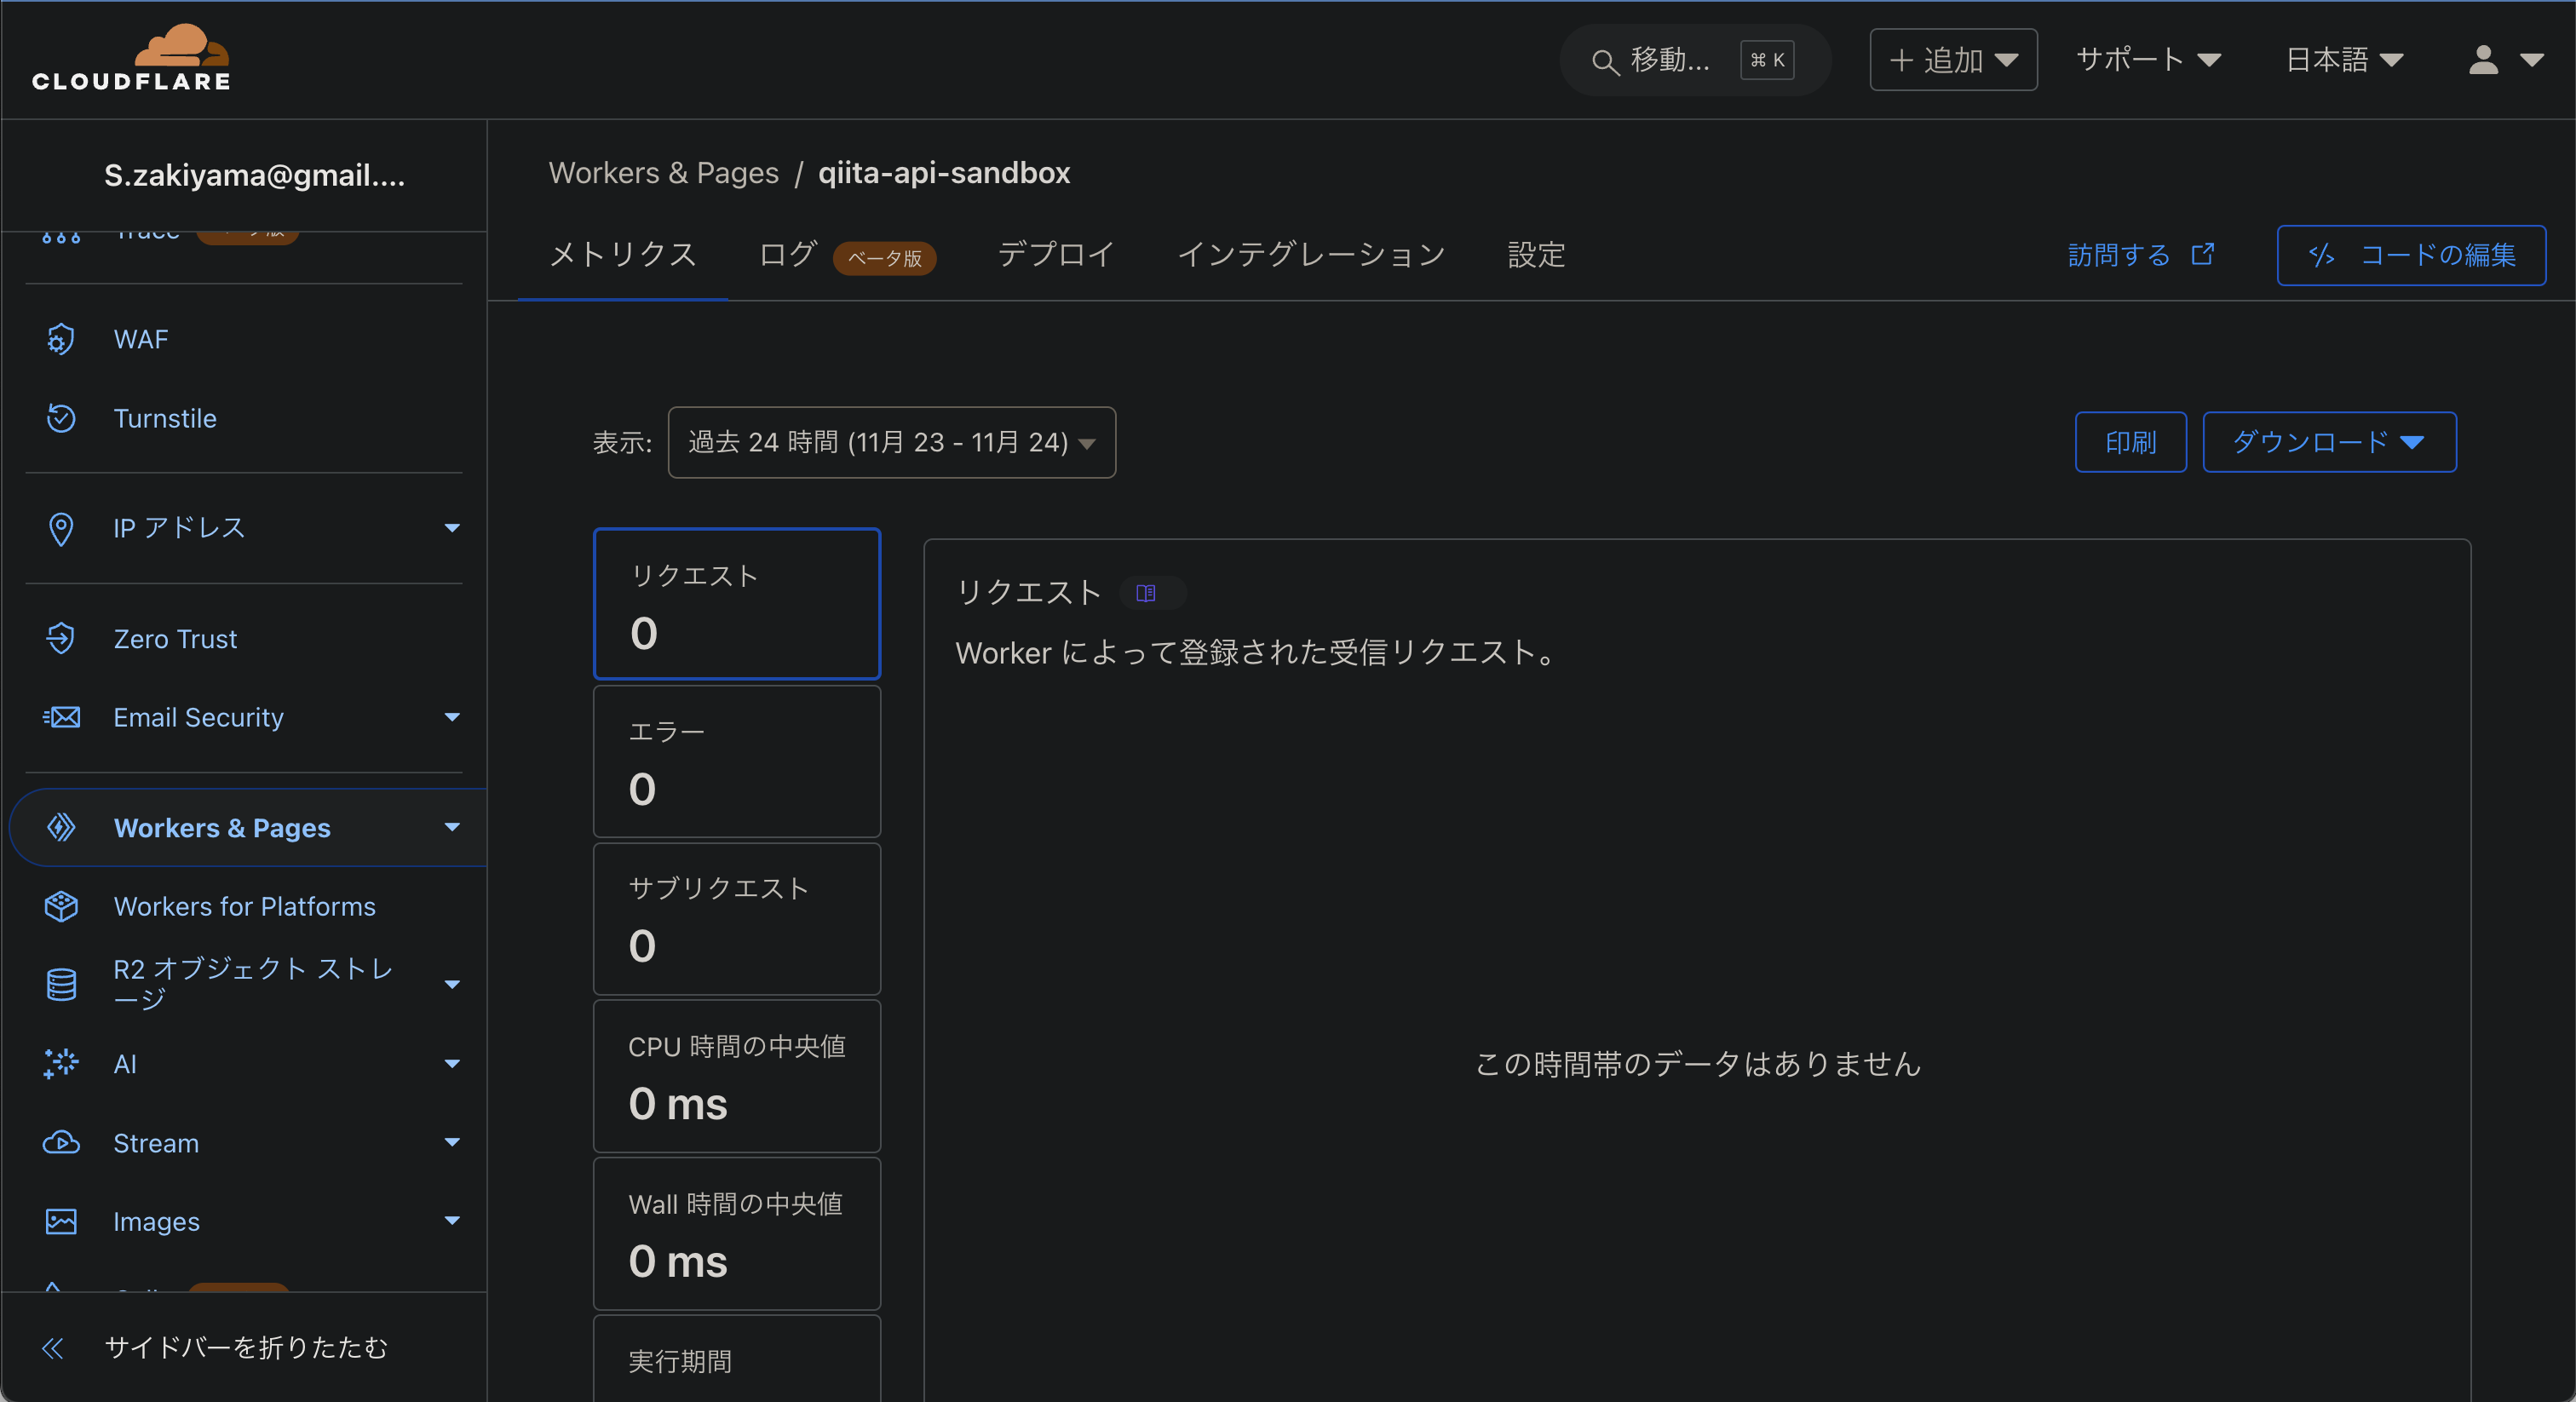 CLOUDFLARE
移動... ⌘ K
+ 追加
サポート
日本語
S.zakiyama@gmail....
WAF
Turnstile
IP アドレス
Zero Trust
Email Security
Workers & Pages
Workers for Platforms
R2 オブジェクト ストレ
ージ
AI
Stream
Images
サイドバーを折りたたむ
Workers & Pages / qiita-api-sandbox
メトリクス
ログ ベータ版
デプロイ
インテグレーション
設定
訪問する
</> コードの編集
表示: 過去 24 時間 (11月 23 - 11月 24)
印刷
ダウンロード
リクエスト
0
エラー
0
サブリクエスト
0
CPU 時間の中央値
0 ms
Wall 時間の中央値
0 ms
実行期間
リクエスト
Worker によって登録された受信リクエスト。
この時間帯のデータはありません